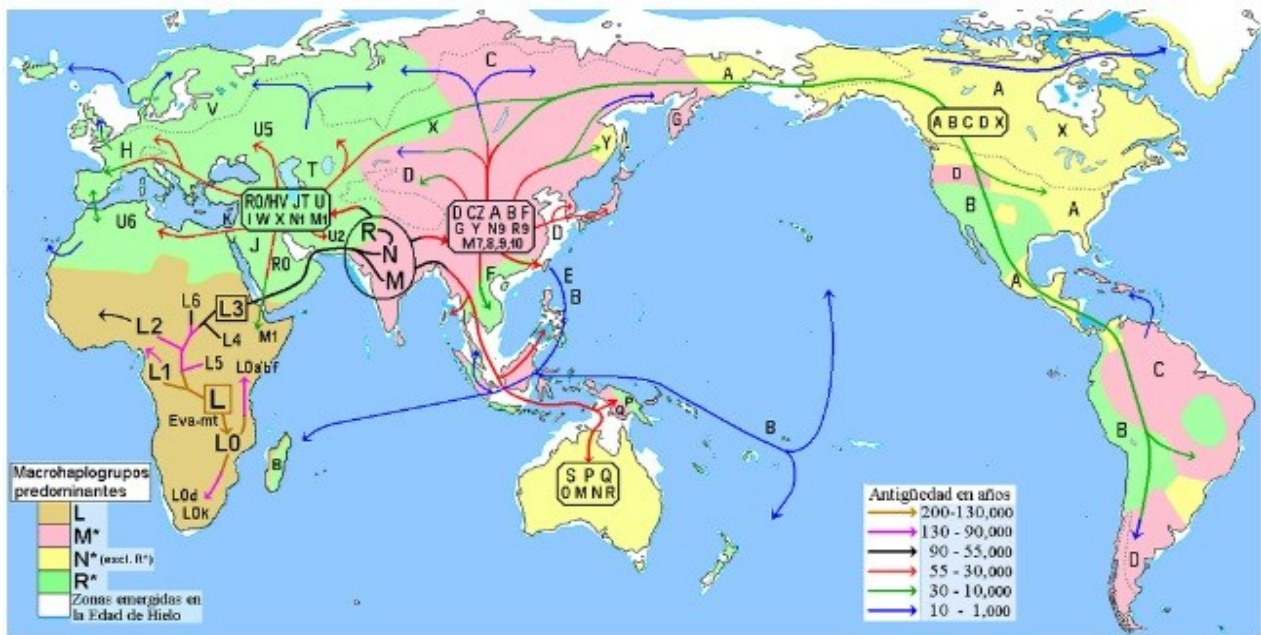 C
A
V
U5
X
H
T
D
G
Y
A
X
A B C D X
D
B
A
RO/HV JT U
I W X N1 M1
K
U6
J
U2
RO
R
N
M
D CZ A B F
G Y N9 R9
M7,8,9,10
D
F
E
B
A
L6
L3
L2
L4
M1
L5
L1
L0a'b'f
L
Eva-mt
L0
B
L0d
L0k
Q
P
B
S P Q
O M N R
C
B
D
Macrohaplogrupos
predominantes
L
M*
N* (excl. R*)
R*
Zonas emergidas en
la Edad de Hielo
Antigüedad en años
200-130,000
130 - 90,000
90 - 55,000
55 - 30,000
30 - 10,000
10 - 1,000